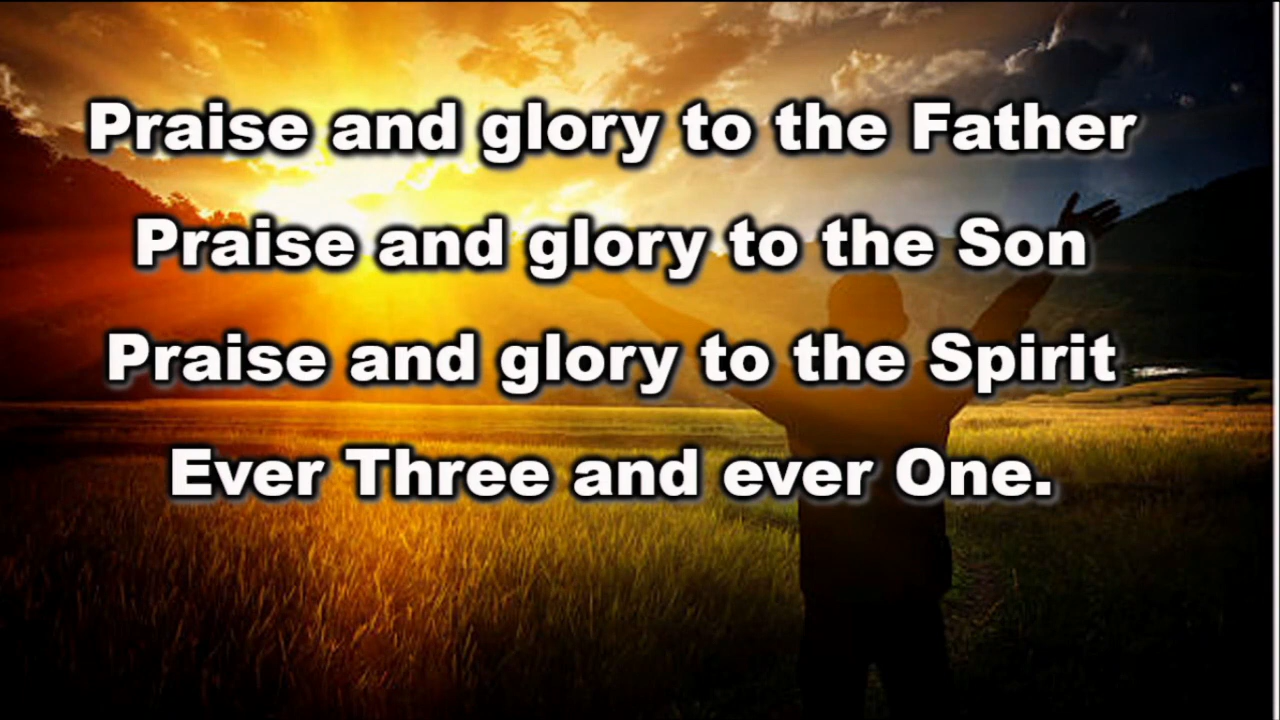 Praise and glory to the Father
Praise and glory to the Son
Praise and glory to the Spirit
Ever Three and ever One.